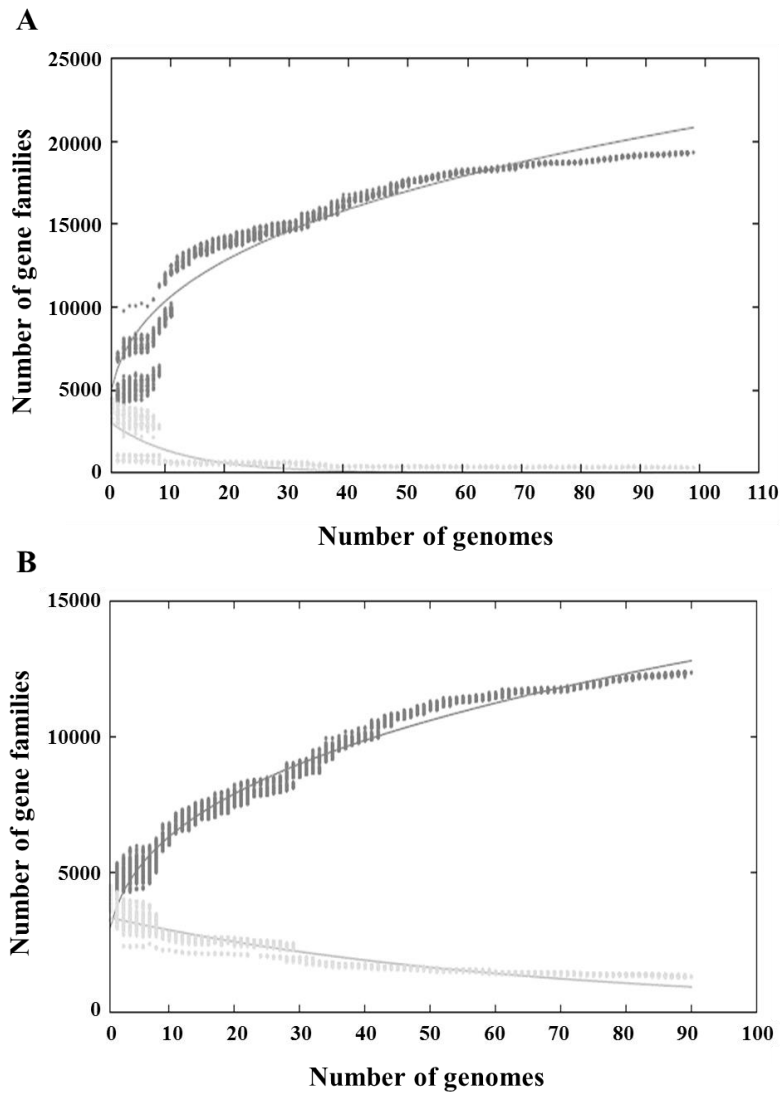 A
25000
20000
15000
10000
5000
0
Number of gene families
0 10 20 30 40 50 60 70 80 90 100 110
Number of genomes
B
15000
10000
5000
0
Number of gene families
0 10 20 30 40 50 60 70 80 90 100
Number of genomes